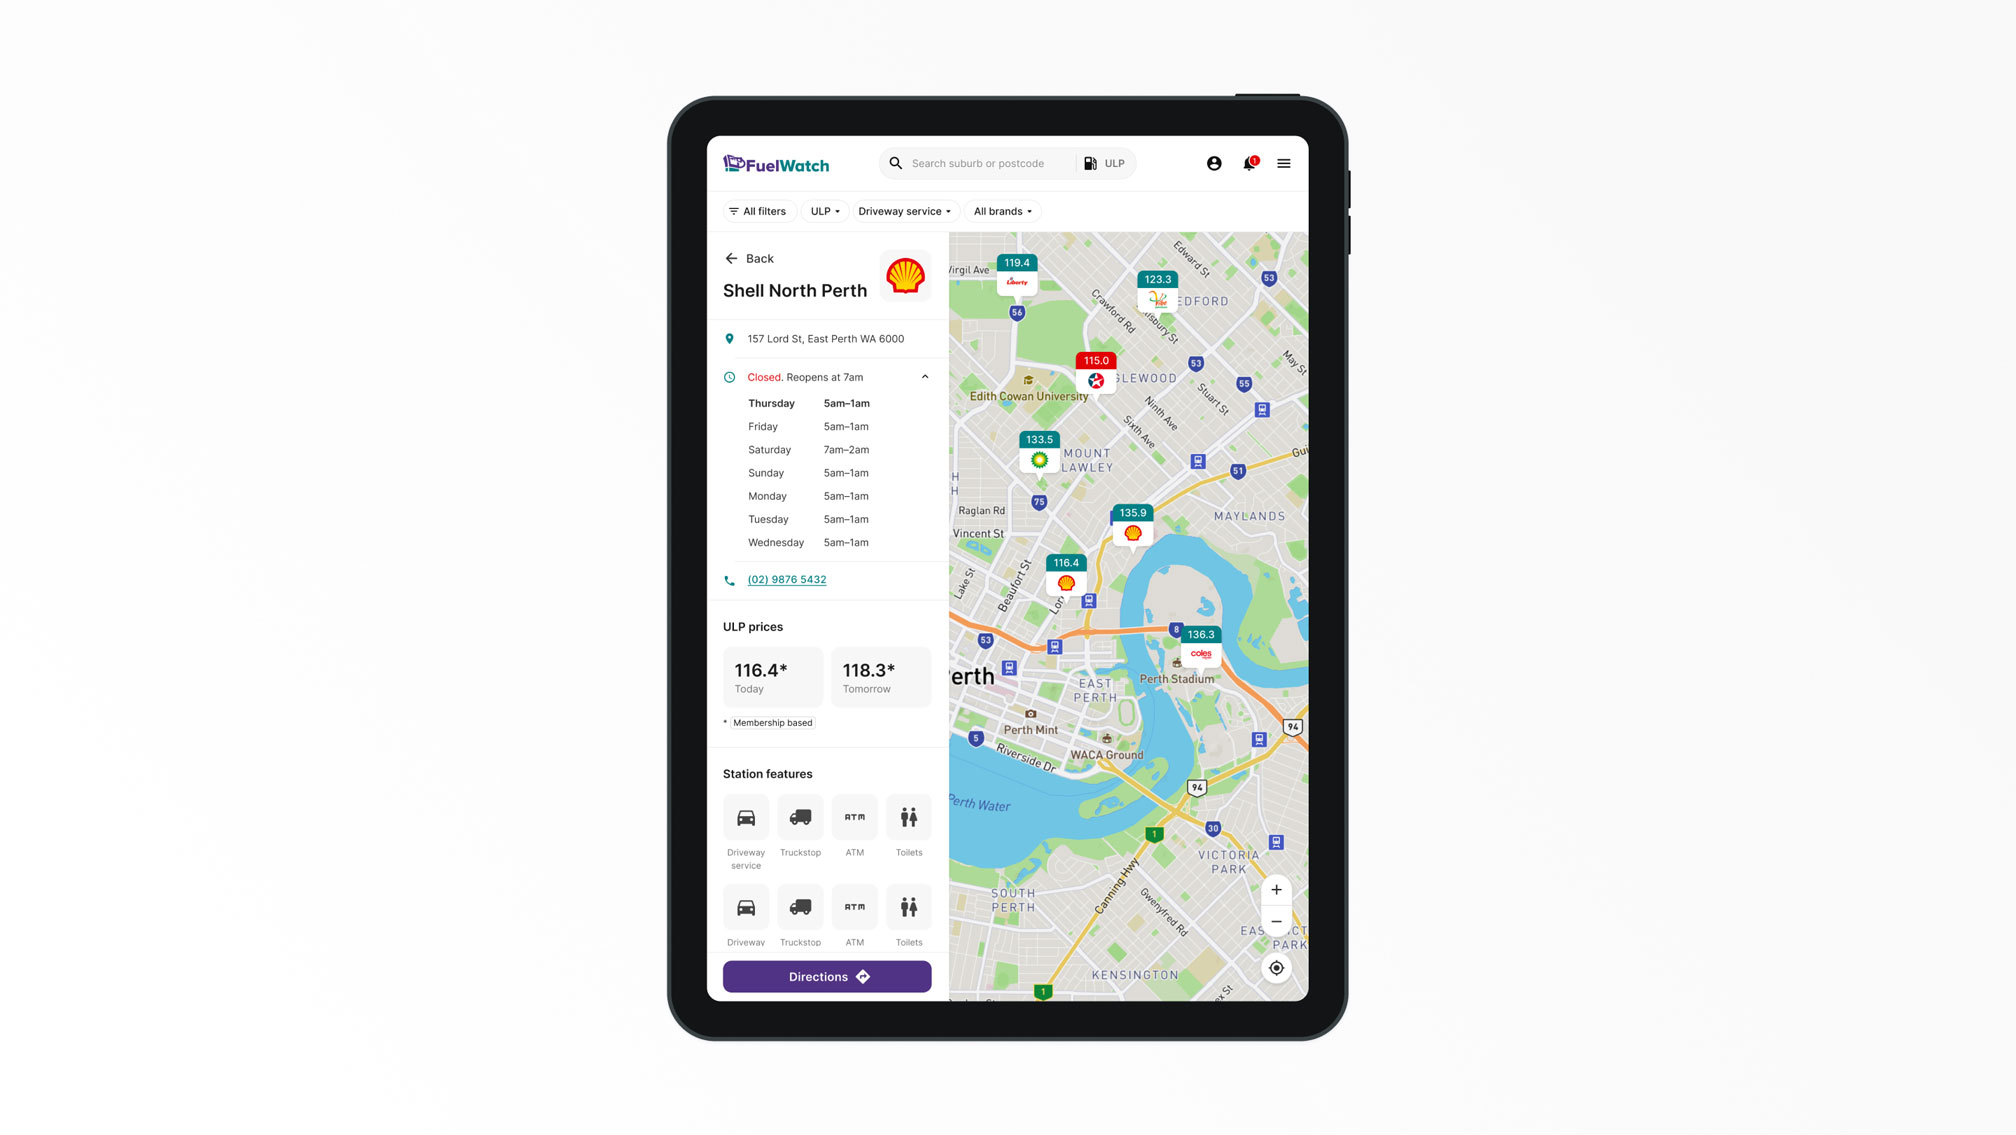 FuelWatch
Search suburb or postcode
ULP
1
All filters
ULP
Driveway service
All brands
Back
Shell North Perth
157 Lord St, East Perth WA 6000
Closed. Reopens at 7am
Thursday 5am–1am
Friday 5am–1am
Saturday 7am–2am
Sunday 5am–1am
Monday 5am–1am
Tuesday 5am–1am
Wednesday 5am–1am
(02) 9876 5432
ULP prices
116.4*
Today
118.3*
Tomorrow
* Membership based
Station features
Driveway service
Truckstop
ATM
ATM
Toilets
Driveway
Truckstop
ATM
ATM
Toilets
Directions
Virgil Ave
119.4
Liberty
56
Edward St
123.3
Vibe
EDFORD
53
Crawford Rd
115.0
GLEWOOD
53
May St
55
Stuart St
Edith Cowan University
Ninth Ave
Sixth Ave
133.5
MOUNT
LAWLEY
51
H
H
75
Raglan Rd
135.9
MAYLANDS
Vincent St
116.4
Lake St
Beaufort St
53
8
136.3
coles
erth
Perth Stadium
EAST
PERTH
Perth Mint
94
5
Riverside Dr
WACA Ground
94
Perth Water
1
30
VICTORIA
PARK
Canning Hwy
SOUTH
PERTH
Gwenyfred Rd
PARK
KENSINGTON
1